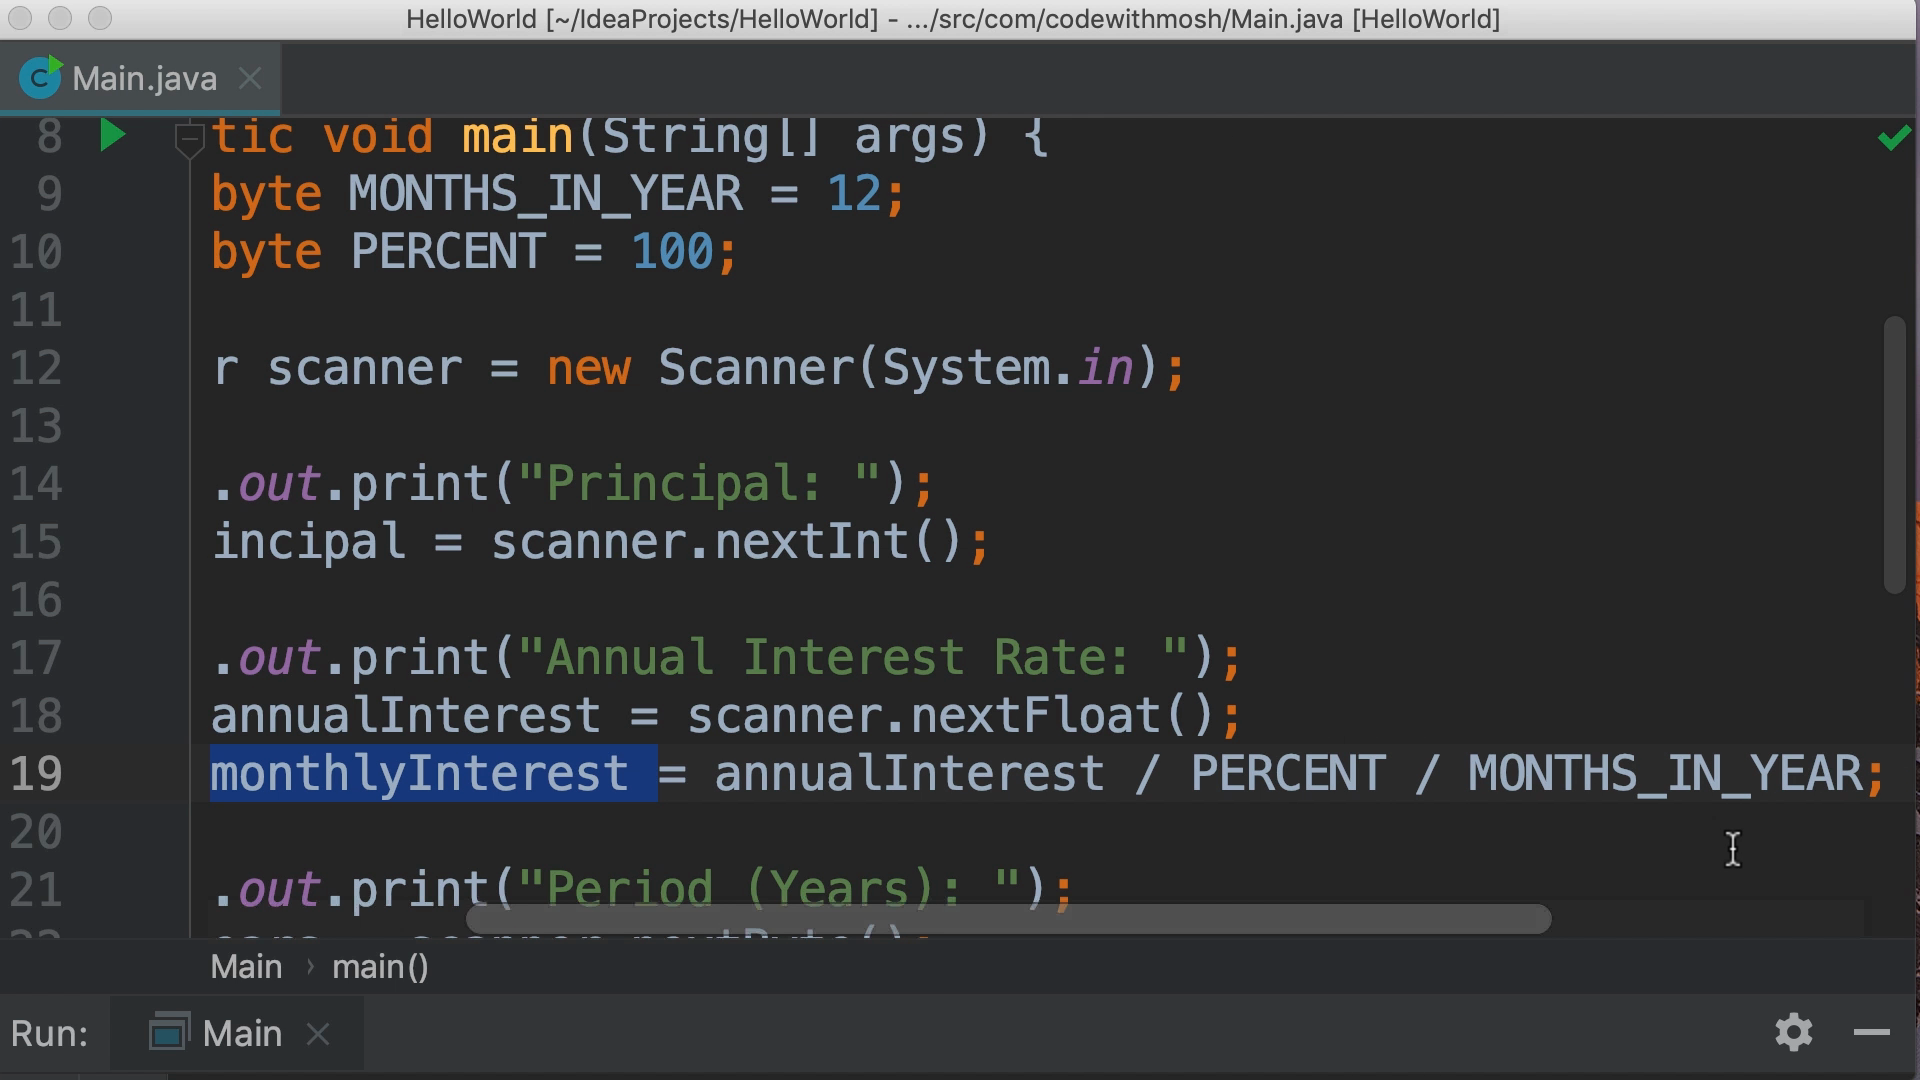 HelloWorld [~/IdeaProjects/HelloWorld] - .../src/com/codewithmosh/Main.java [HelloWorld]
Main.java
8 tic void main(String[] args) {
9 byte MONTHS_IN_YEAR = 12;
10 byte PERCENT = 100;
11
12 r scanner = new Scanner(System.in);
13
14 .out.print("Principal: ");
15 incipal = scanner.nextInt();
16
17 .out.print("Annual Interest Rate: ");
18 annualInterest = scanner.nextFloat();
19 monthlyInterest = annualInterest / PERCENT / MONTHS_IN_YEAR;
20
21 .out.print("Period (Years): ");
Main › main()
Run: Main